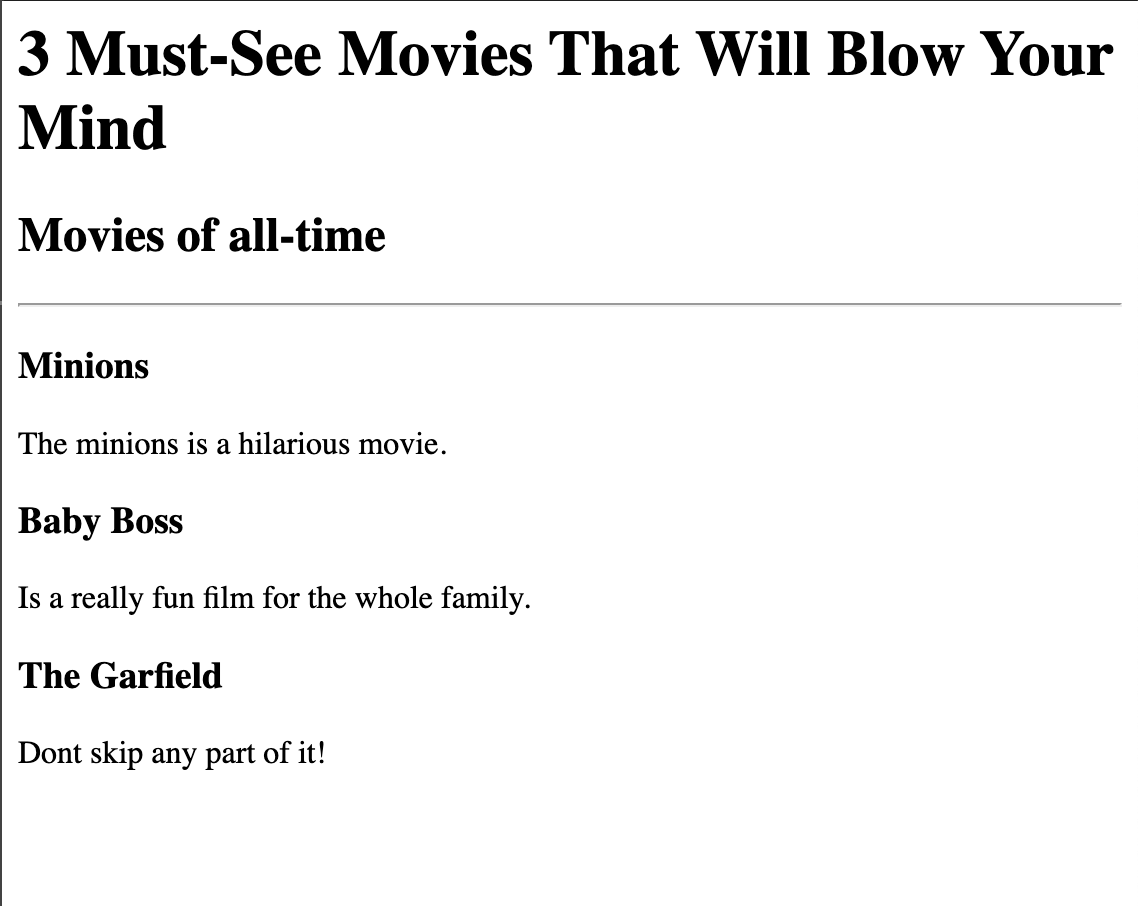 3 Must-See Movies That Will Blow Your
Mind
Movies of all-time
Minions
The minions is a hilarious movie.
Baby Boss
Is a really fun film for the whole family.
The Garfield
Dont skip any part of it!